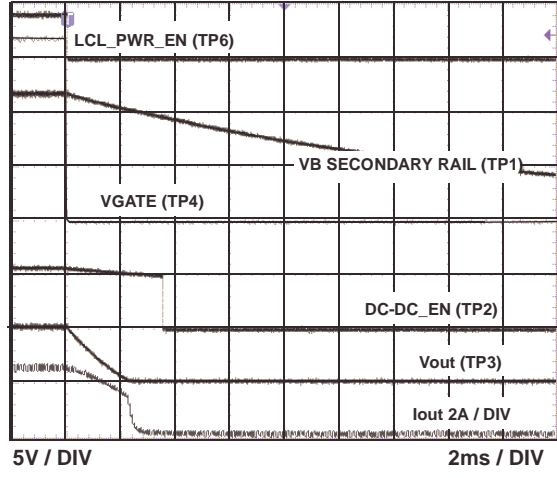 T
LCL_PWR_EN (TP6)
VB SECONDARY RAIL (TP1)
VGATE (TP4)
DC-DC_EN (TP2)
Vout (TP3)
Iout 2A / DIV
5V / DIV
2ms / DIV